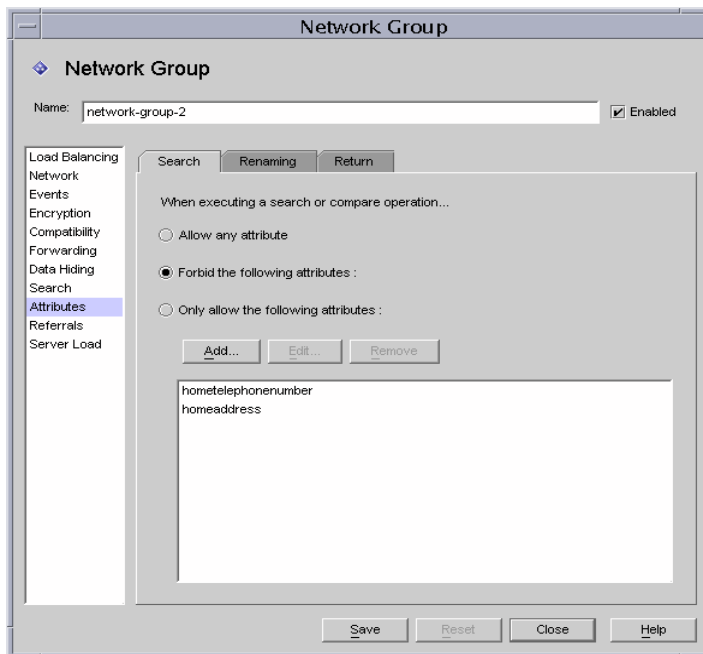 Network Group
Network Group
Name: network-group-2 Enabled
Load Balancing
Network
Events
Encryption
Compatibility
Forwarding
Data Hiding
Search
Attributes
Referrals
Server Load
Search Renaming Return
When executing a search or compare operation...
Allow any attribute
Forbid the following attributes :
Only allow the following attributes :
Add... Edit... Remove
hometelephonenumber
homeaddress
Save Reset Close Help